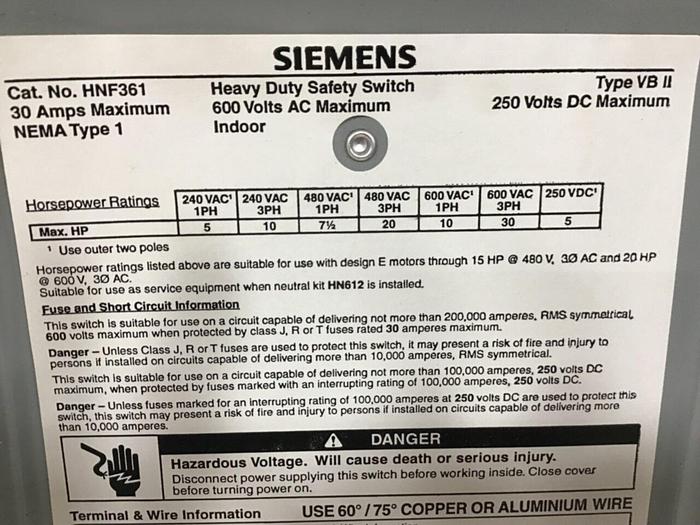 SIEMENS
Cat. No. HNF361 Heavy Duty Safety Switch Type VB II
30 Amps Maximum 600 Volts AC Maximum 250 Volts DC Maximum
NEMA Type 1 Indoor
Horsepower Ratings 240 VAC¹ 240 VAC 480 VAC¹ 480 VAC 600 VAC¹ 600 VAC 250 VDC¹
1PH 3PH 1PH 3PH 1PH 3PH
Max. HP 5 10 7½ 20 10 30 5
¹ Use outer two poles
Horsepower ratings listed above are suitable for use with design E motors through 15 HP @ 480 V, 3Ø AC and 20 HP
@ 600 V, 3Ø AC.
Suitable for use as service equipment when neutral kit HN612 is installed.
Fuse and Short Circuit Information
This switch is suitable for use on a circuit capable of delivering not more than 200,000 amperes, RMS symmetrical,
600 volts maximum when protected by class J, R or T fuses rated 30 amperes maximum.
Danger – Unless Class J, R or T fuses are used to protect this switch, it may present a risk of fire and injury to
persons if installed on circuits capable of delivering more than 10,000 amperes, RMS symmetrical.
This switch is suitable for use on a circuit capable of delivering not more than 100,000 amperes, 250 volts DC
maximum, when protected by fuses marked with an interrupting rating of 100,000 amperes, 250 volts DC.
Danger – Unless fuses marked for an interrupting rating of 100,000 amperes at 250 volts DC are used to protect this
switch, this switch may present a risk of fire and injury to persons if installed on circuits capable of delivering more
than 10,000 amperes.
DANGER
Hazardous Voltage. Will cause death or serious injury.
Disconnect power supplying this switch before working inside. Close cover
before turning power on.
Terminal & Wire Information USE 60° / 75° COPPER OR ALUMINIUM WIRE